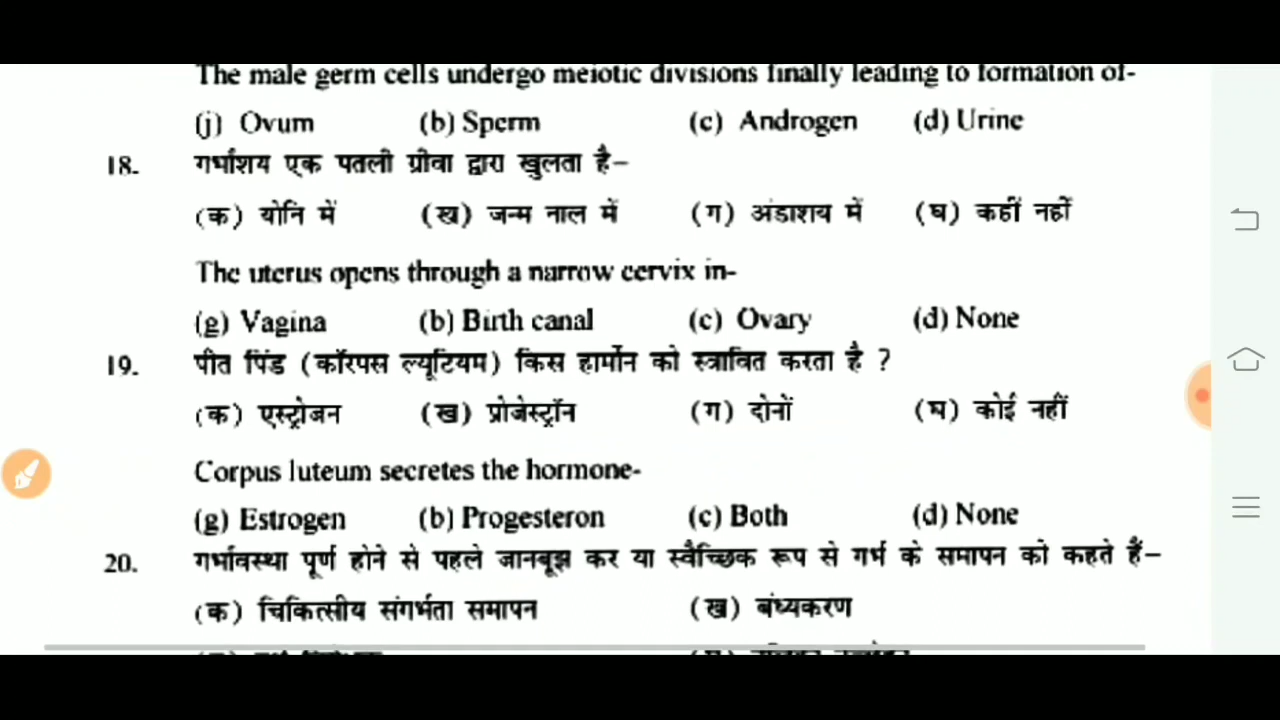 The male germ cells undergo meiotic divisions finally leading to formation of-
(j) Ovum (b) Sperm (c) Androgen (d) Urine
18. गर्भाशय एक पतली ग्रीवा द्वारा खुलता है–
(क) योनि में (ख) जन्म नाल में (ग) अंडाशय में (घ) कहीं नहीं
The uterus opens through a narrow cervix in-
(g) Vagina (b) Birth canal (c) Ovary (d) None
19. पीत पिंड (कॉरपस ल्यूटियम) किस हार्मोन को स्त्रावित करता है ?
(क) एस्ट्रोजन (ख) प्रोजेस्ट्रॉन (ग) दोनों (घ) कोई नहीं
Corpus luteum secretes the hormone-
(g) Estrogen (b) Progesteron (c) Both (d) None
20. गर्भावस्था पूर्ण होने से पहले जानबूझ कर या स्वैच्छिक रूप से गर्भ के समापन को कहते हैं–
(क) चिकित्सीय संगर्भता समापन (ख) बंध्यकरण